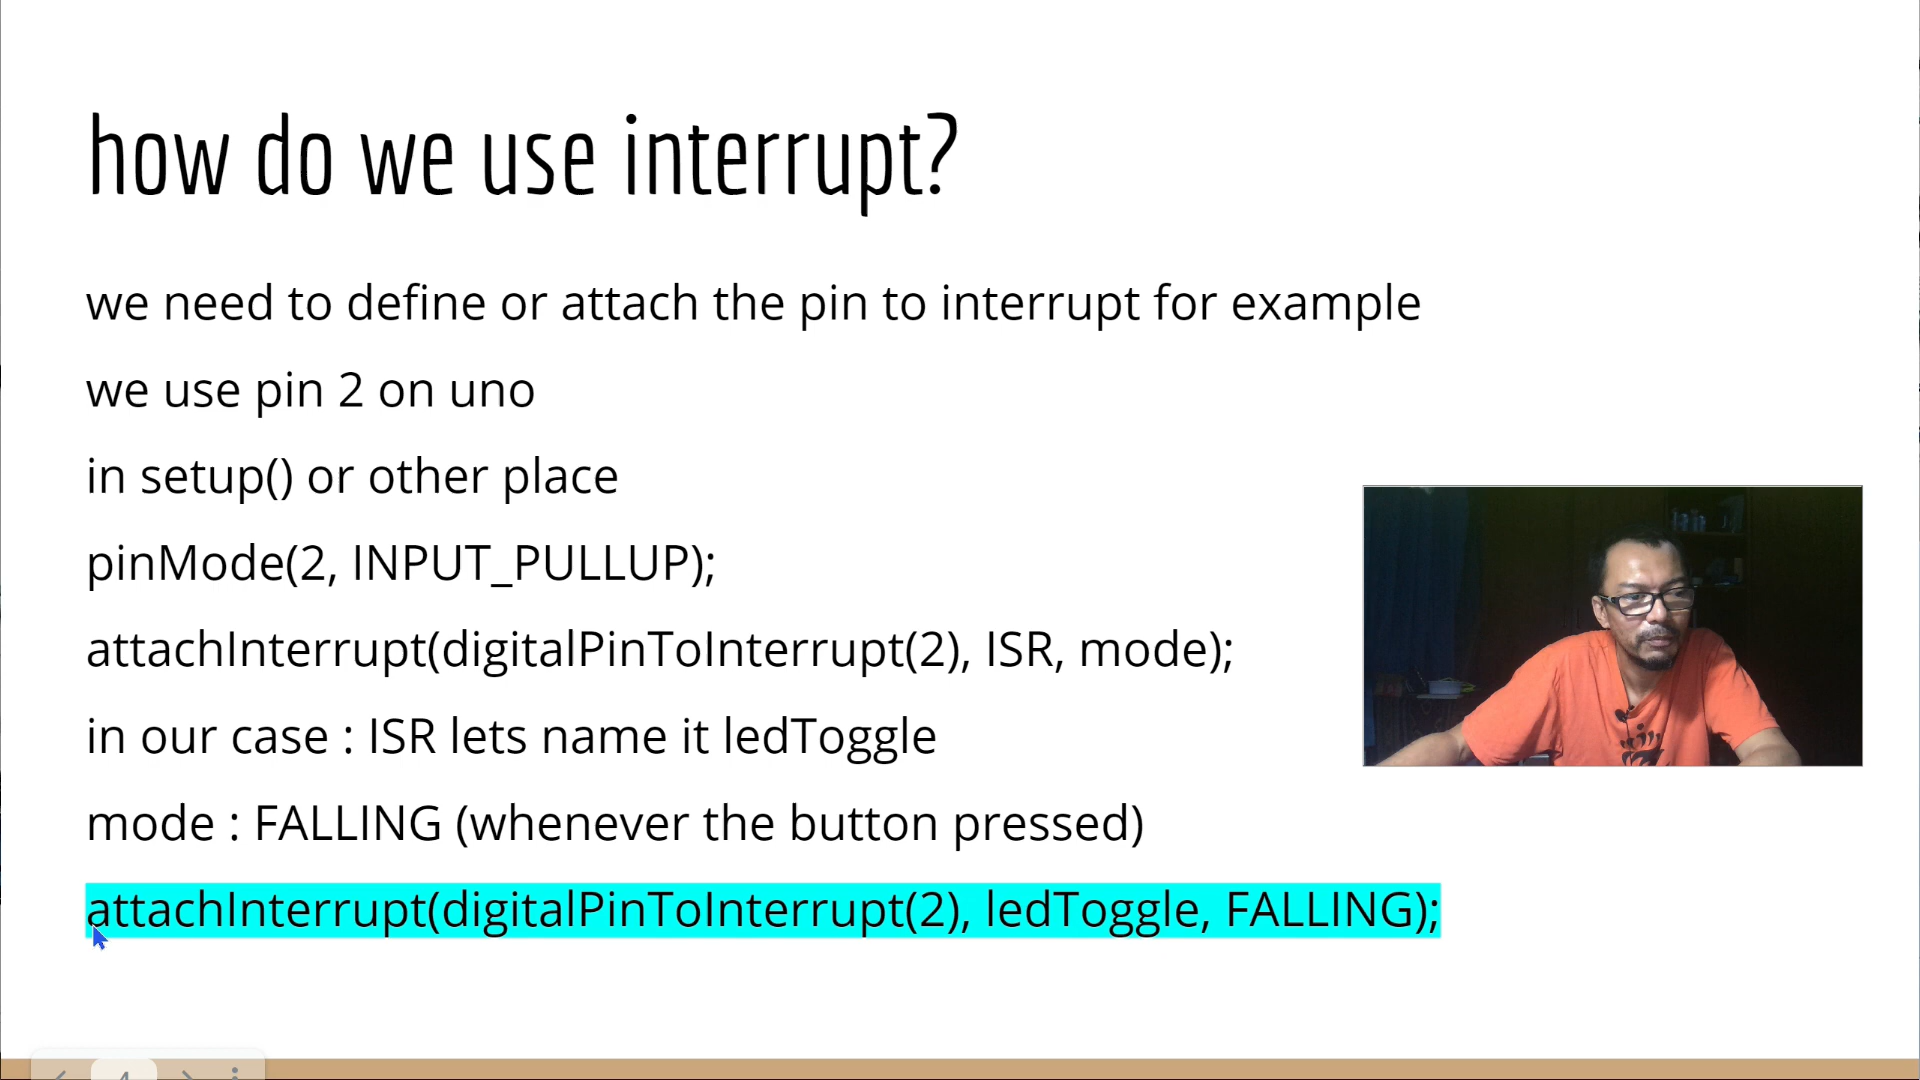 how do we use interrupt?
we need to define or attach the pin to interrupt for example
we use pin 2 on uno
in setup() or other place
pinMode(2, INPUT_PULLUP);
attachInterrupt(digitalPinToInterrupt(2), ISR, mode);
in our case : ISR lets name it ledToggle
mode : FALLING (whenever the button pressed)
attachInterrupt(digitalPinToInterrupt(2), ledToggle, FALLING);
4